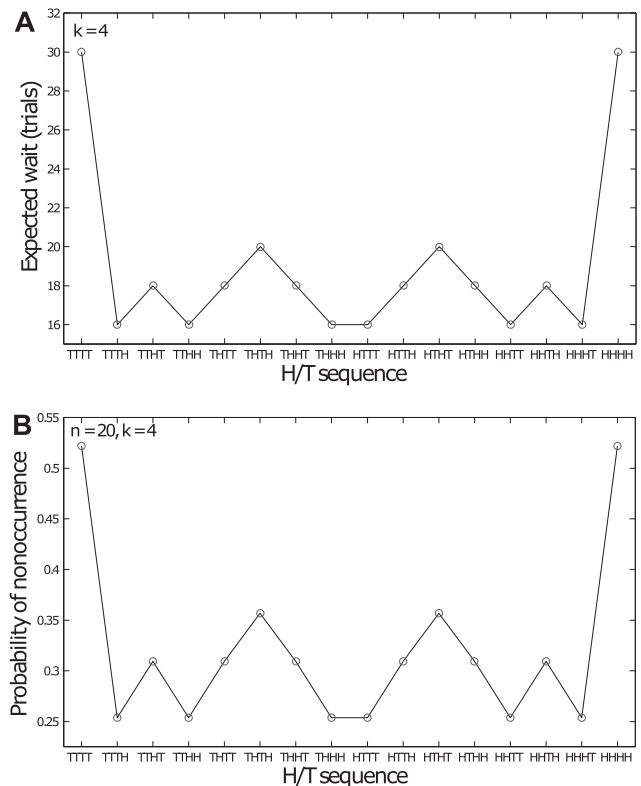 A
k=4
Expected wait (trials)
32
30
28
26
24
22
20
18
16
TTTT TTTH TTHT TTHH THTT THTH THHT THHH HTTT HTTH HTHT HTHH HHTT HHTH HHHT HHHH
H/T sequence
B
n=20, k=4
Probability of nonoccurrence
0.55
0.5
0.45
0.4
0.35
0.3
0.25
TTTT TTTH TTHT TTHH THTT THTH THHT THHH HTTT HTTH HTHT HTHH HHTT HHTH HHHT HHHH
H/T sequence